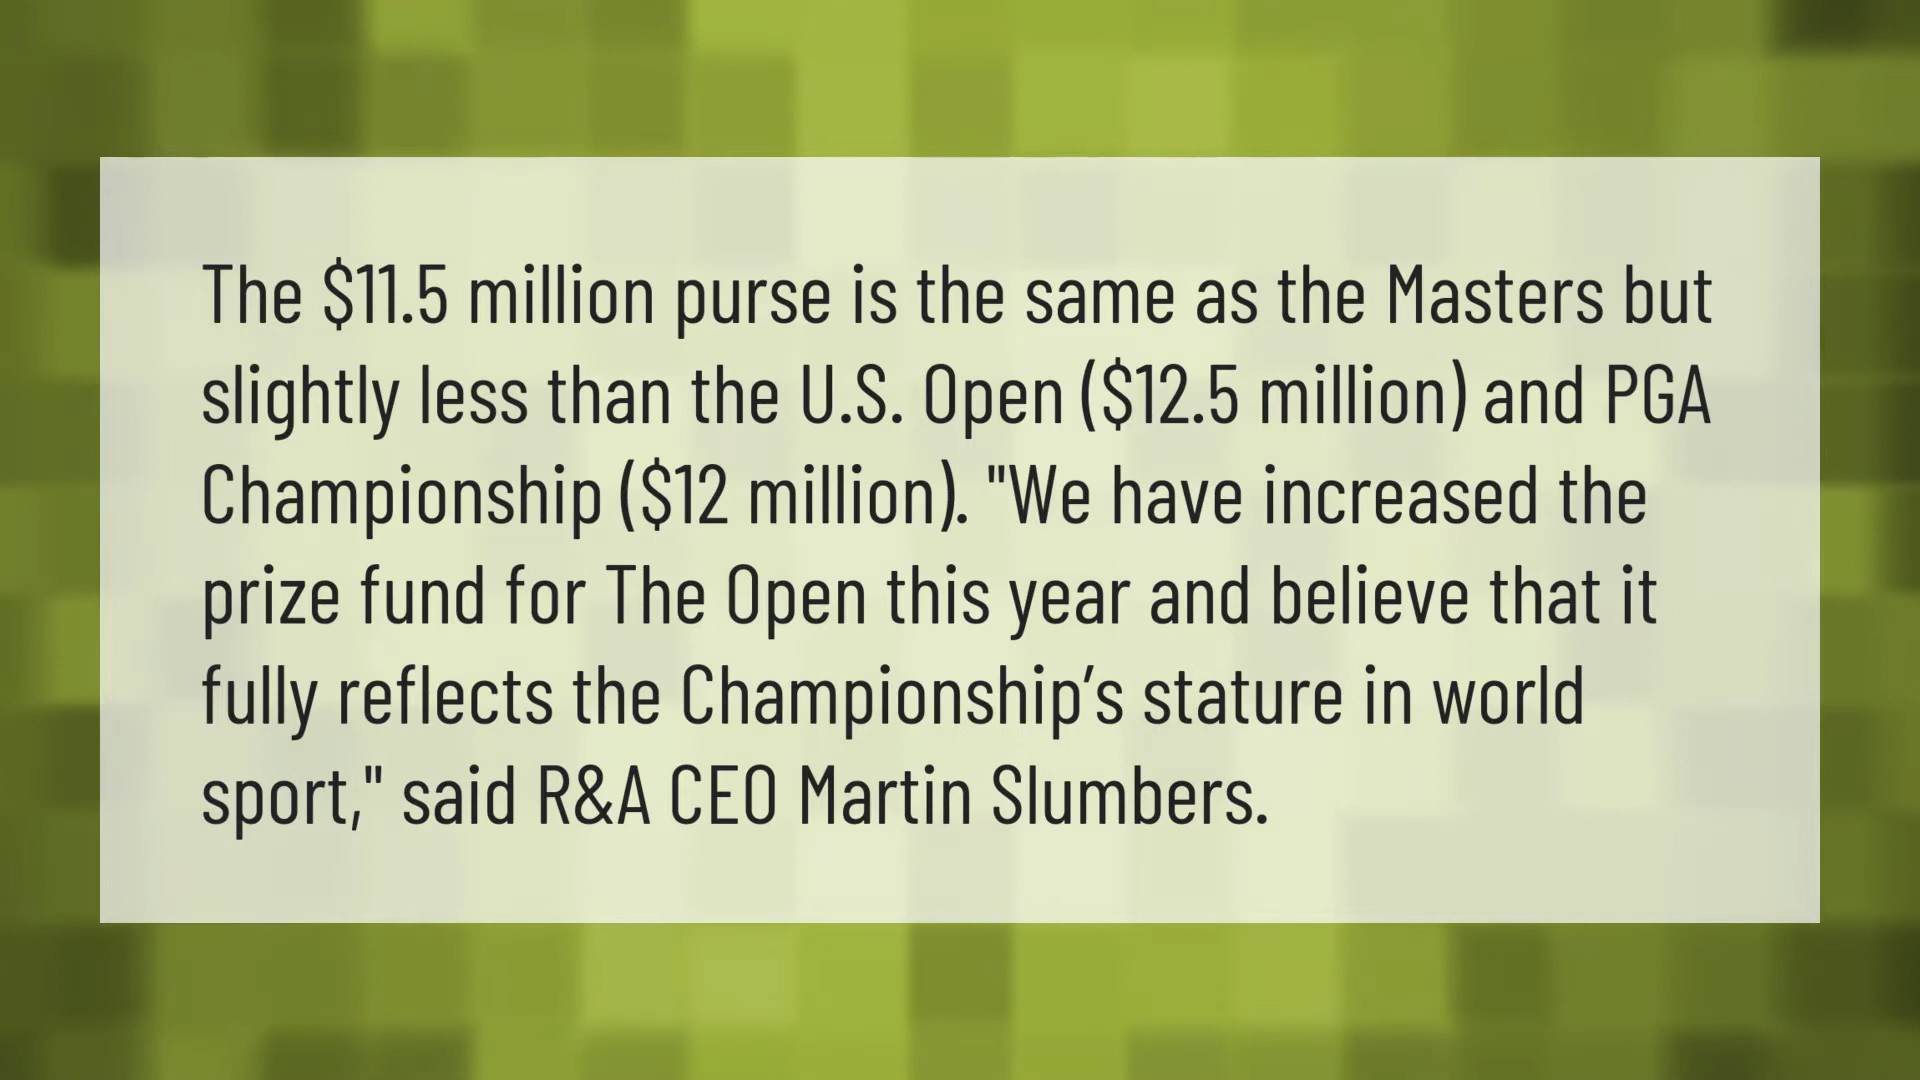 The $11.5 million purse is the same as the Masters but
slightly less than the U.S. Open ($12.5 million) and PGA
Championship ($12 million). "We have increased the
prize fund for The Open this year and believe that it
fully reflects the Championship’s stature in world
sport," said R&A CEO Martin Slumbers.